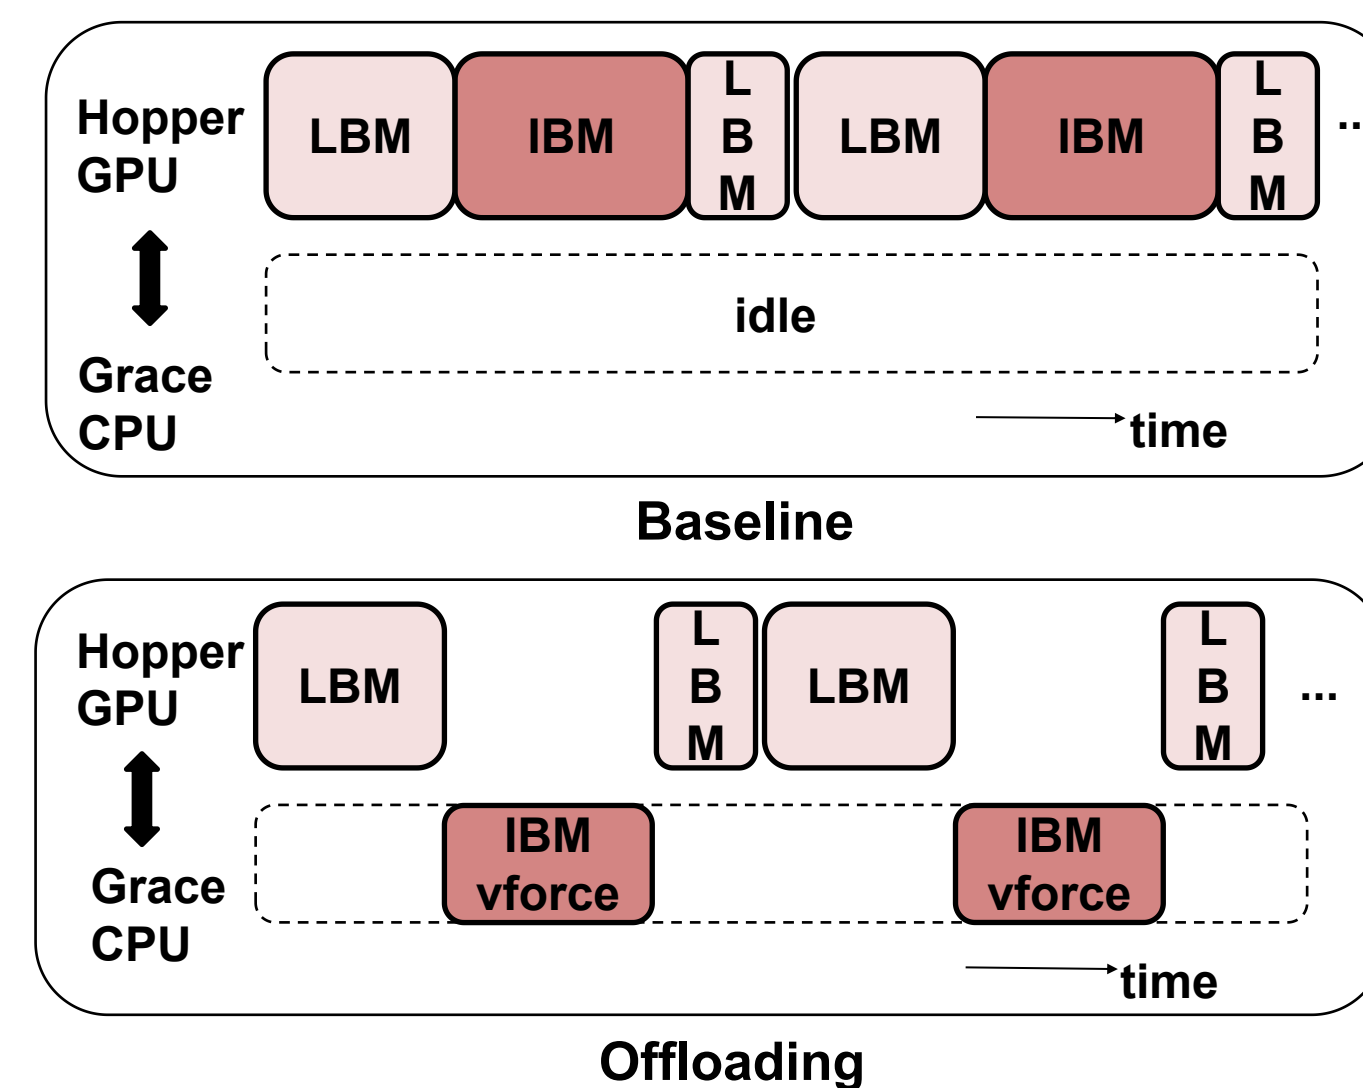 Hopper
GPU
LBM
IBM
L
B
M
LBM
IBM
L
B
M
..
idle
Grace
CPU
time
Baseline
Hopper
GPU
LBM
L
B
M
LBM
L
B
M
...
IBM
vforce
IBM
vforce
Grace
CPU
time
Offloading